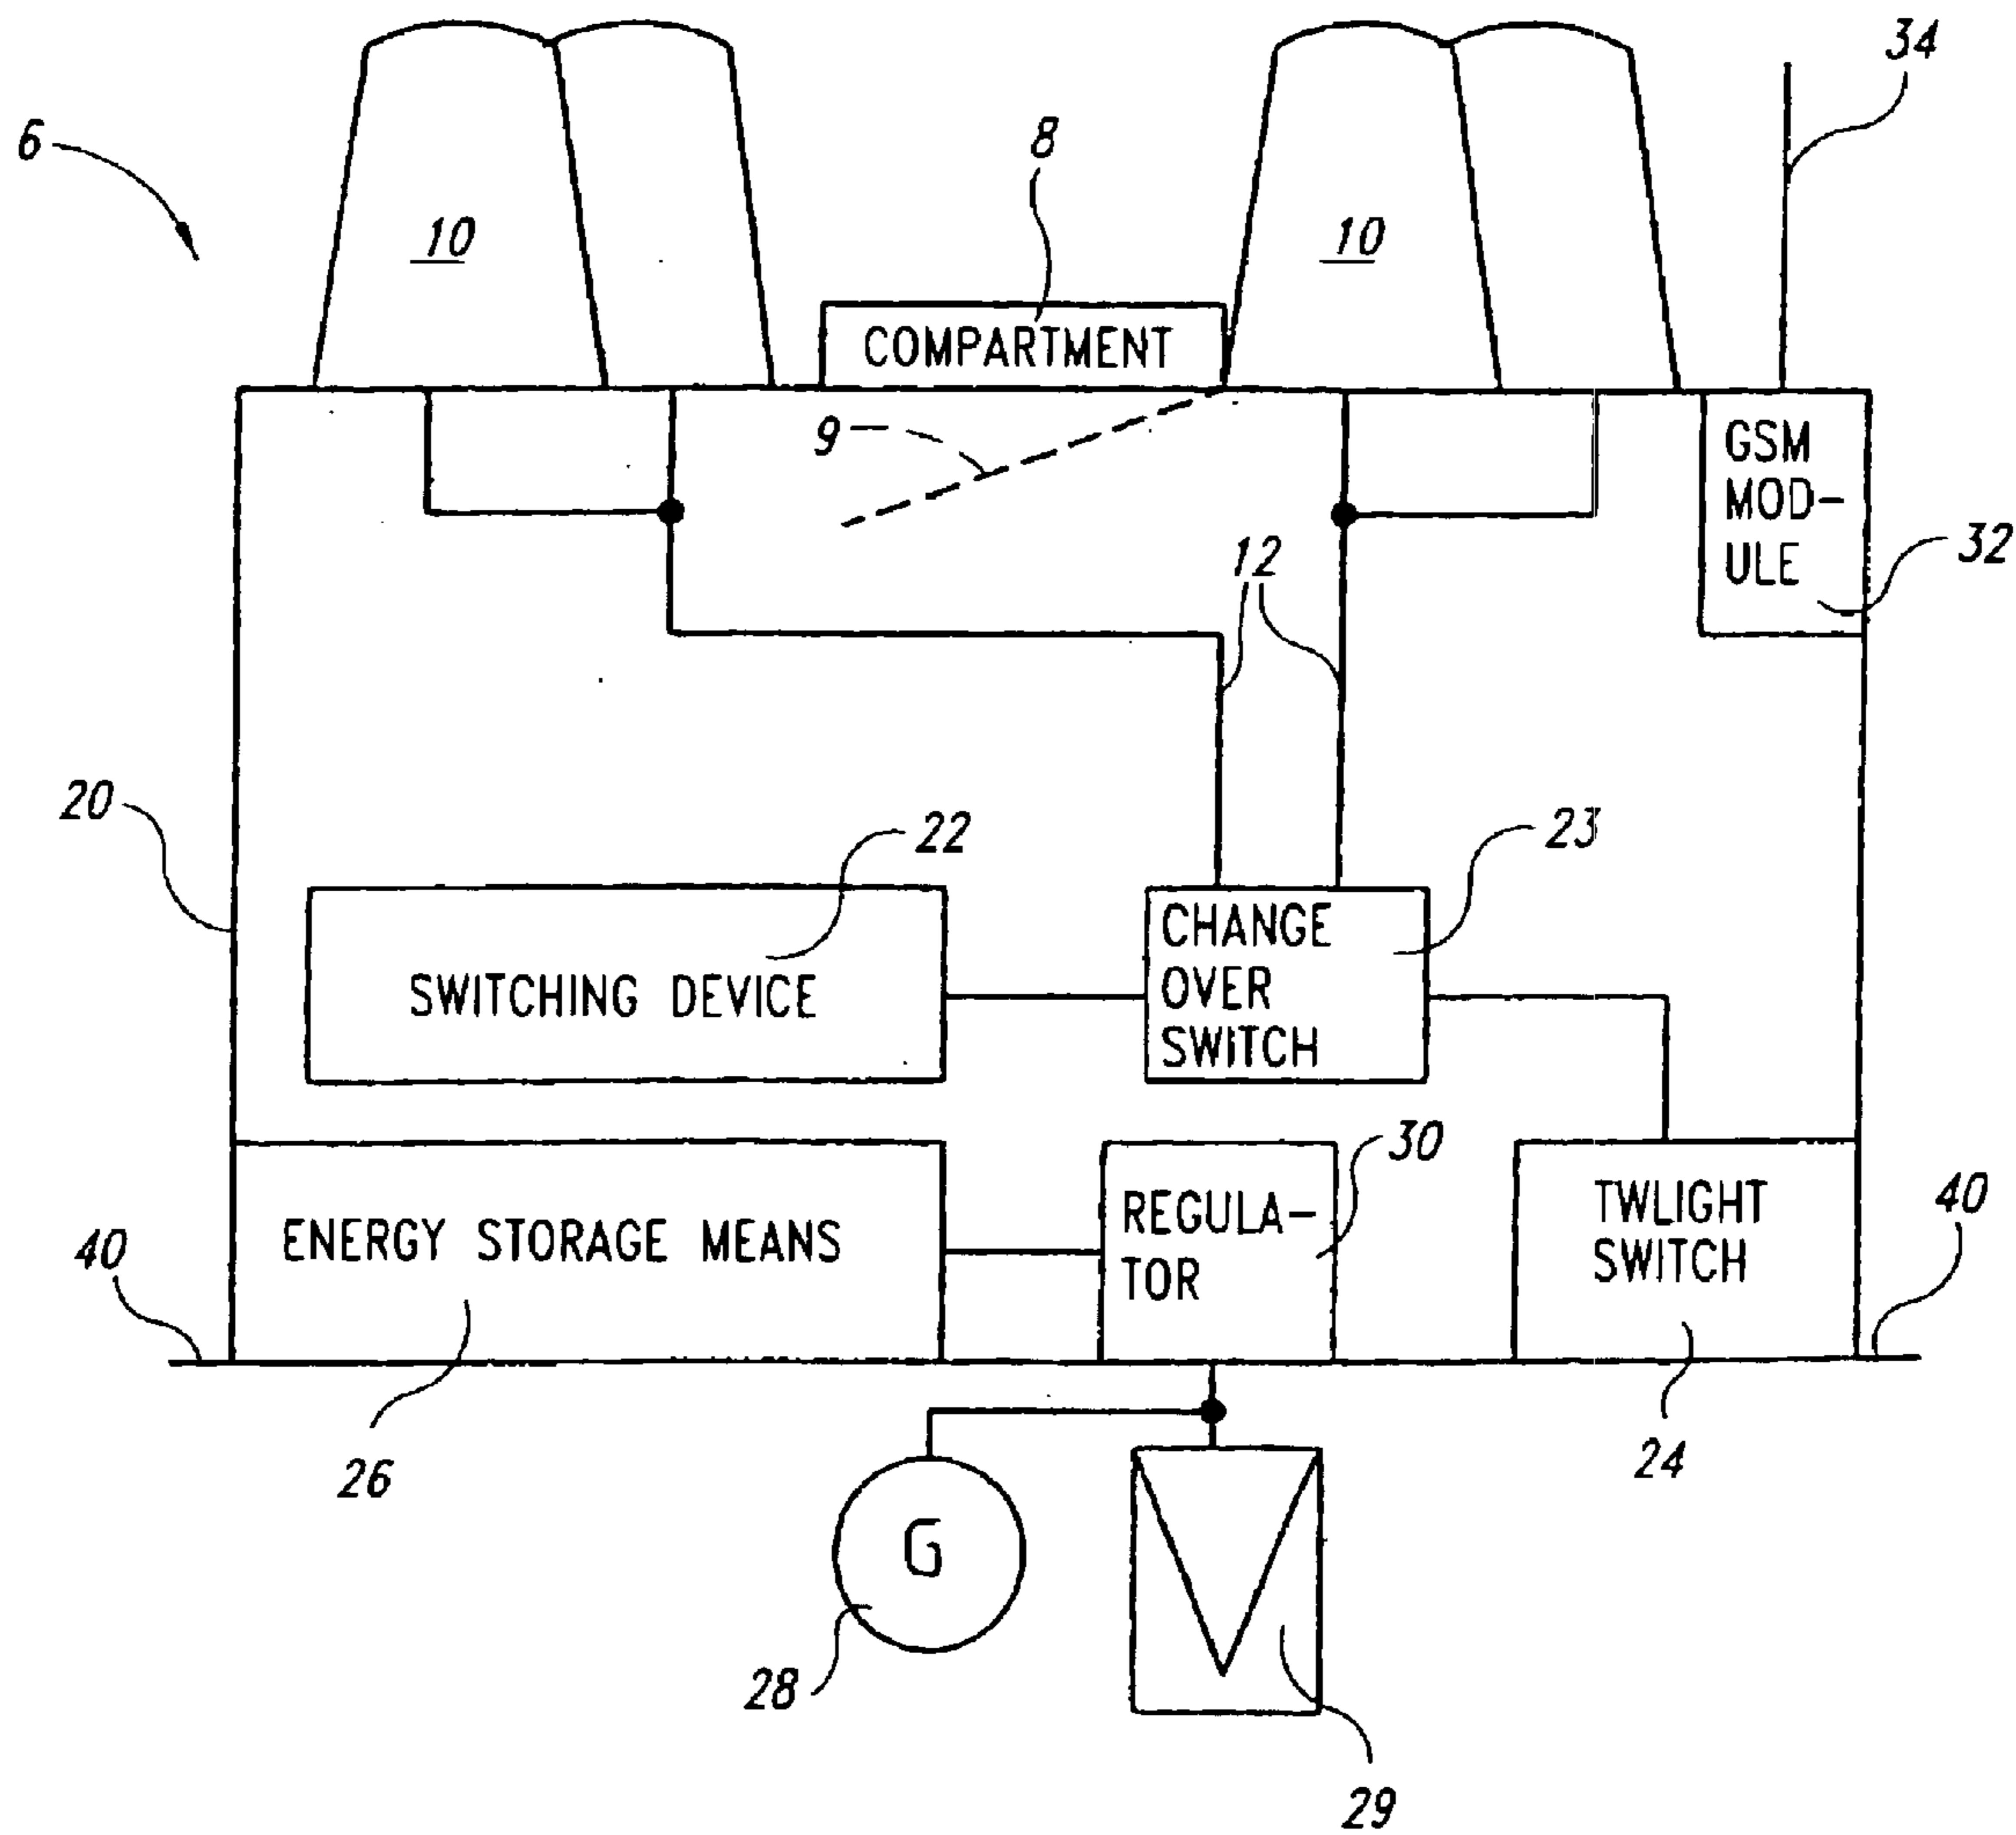 34
6
8
10
10
COMPARTMENT
9
GSM
MOD-
ULE
12
32
20
22
23
CHANGE
OVER
SWITCH
SWITCHING DEVICE
30
40
40
ENERGY STORAGE MEANS
REGULA-
TOR
TWLIGHT
SWITCH
26
24
G
28
29